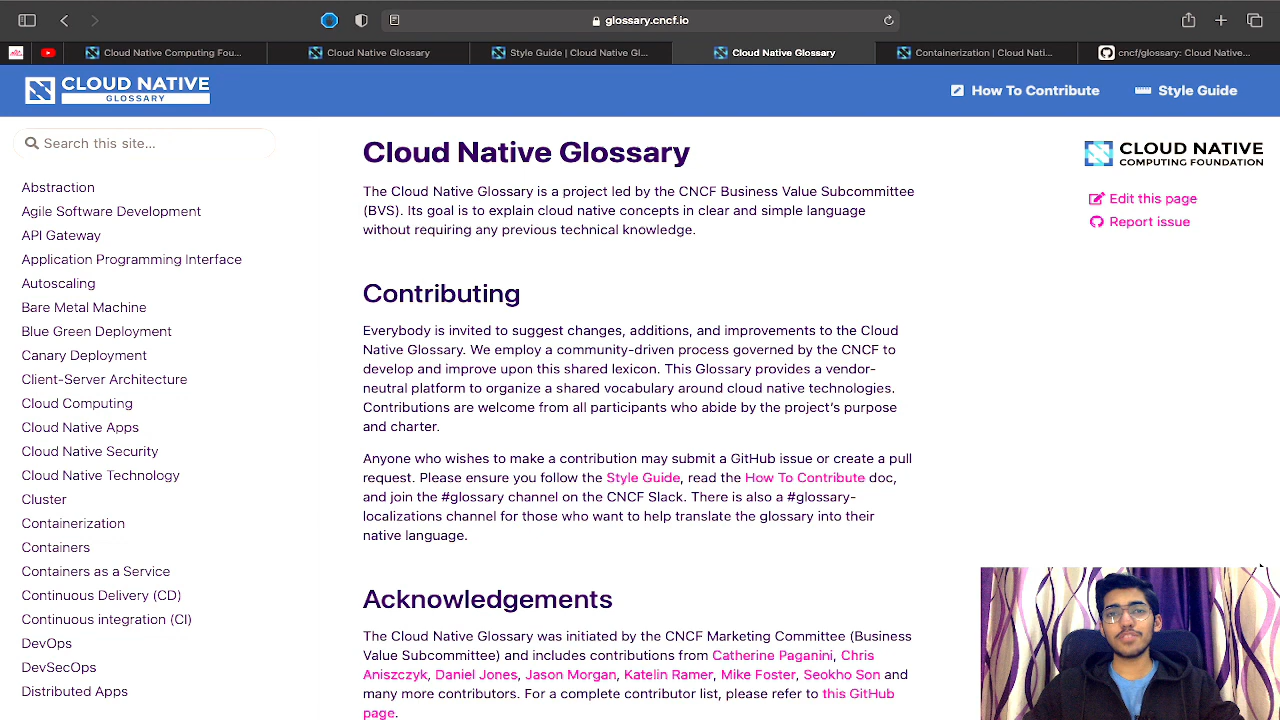 glossary.cncf.io
Cloud Native Computing Fou...
Cloud Native Glossary
Style Guide | Cloud Native Gl...
Cloud Native Glossary
Containerization | Cloud Nati...
cncf/glossary: Cloud Native...
CLOUD NATIVE
GLOSSARY
How To Contribute
Style Guide
Search this site...
Abstraction
Agile Software Development
API Gateway
Application Programming Interface
Autoscaling
Bare Metal Machine
Blue Green Deployment
Canary Deployment
Client-Server Architecture
Cloud Computing
Cloud Native Apps
Cloud Native Security
Cloud Native Technology
Cluster
Containerization
Containers
Containers as a Service
Continuous Delivery (CD)
Continuous integration (CI)
DevOps
DevSecOps
Distributed Apps
Cloud Native Glossary
The Cloud Native Glossary is a project led by the CNCF Business Value Subcommittee
(BVS). Its goal is to explain cloud native concepts in clear and simple language
without requiring any previous technical knowledge.
Contributing
Everybody is invited to suggest changes, additions, and improvements to the Cloud
Native Glossary. We employ a community-driven process governed by the CNCF to
develop and improve upon this shared lexicon. This Glossary provides a vendor-
neutral platform to organize a shared vocabulary around cloud native technologies.
Contributions are welcome from all participants who abide by the project's purpose
and charter.
Anyone who wishes to make a contribution may submit a GitHub issue or create a pull
request. Please ensure you follow the Style Guide, read the How To Contribute doc,
and join the #glossary channel on the CNCF Slack. There is also a #glossary-
localizations channel for those who want to help translate the glossary into their
native language.
Acknowledgements
The Cloud Native Glossary was initiated by the CNCF Marketing Committee (Business
Value Subcommittee) and includes contributions from Catherine Paganini, Chris
Aniszczyk, Daniel Jones, Jason Morgan, Katelin Ramer, Mike Foster, Seokho Son and
many more contributors. For a complete contributor list, please refer to this GitHub
page.
CLOUD NATIVE
COMPUTING FOUNDATION
Edit this page
Report issue